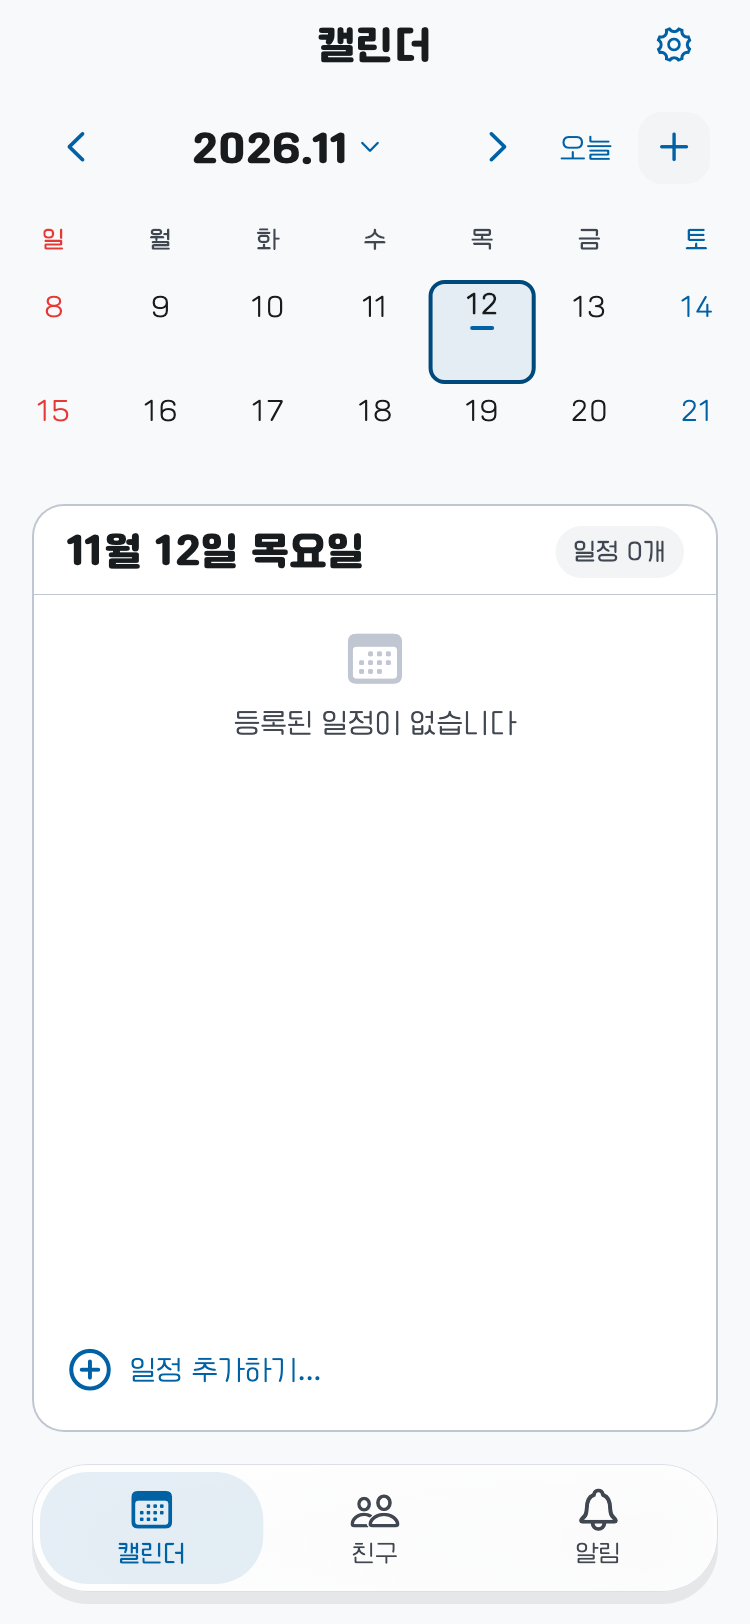 캘린더
2026.11 오늘
일 월 화 수 목 금 토
8 9 10 11 12 13 14
15 16 17 18 19 20 21
11월 12일 목요일 일정 0개
등록된 일정이 없습니다
일정 추가하기...
캘린더 친구 알림